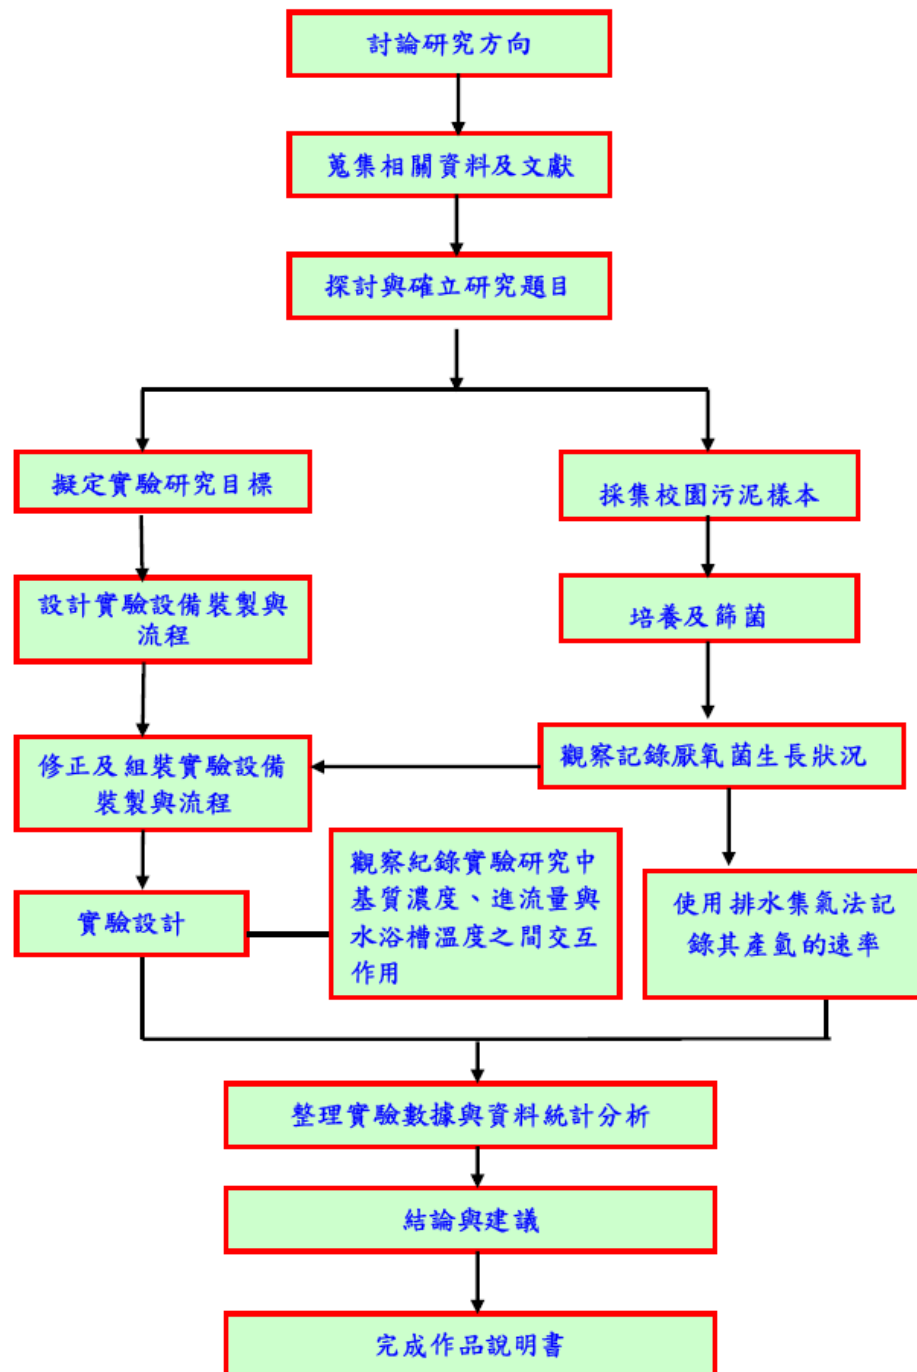 討論研究方向
蒐集相關資料及文獻
探討與確立研究題目
擬定實驗研究目標
採集校園污泥樣本
設計實驗設備裝製與
流程
培養及篩菌
修正及組裝實驗設備
裝製與流程
觀察記錄厭氧菌生長狀況
實驗設計
觀察紀錄實驗研究中
基質濃度、進流量與
水浴槽溫度之間交互
作用
使用排水集氣法記
錄其產氫的速率
整理實驗數據與資料統計分析
結論與建議
完成作品說明書